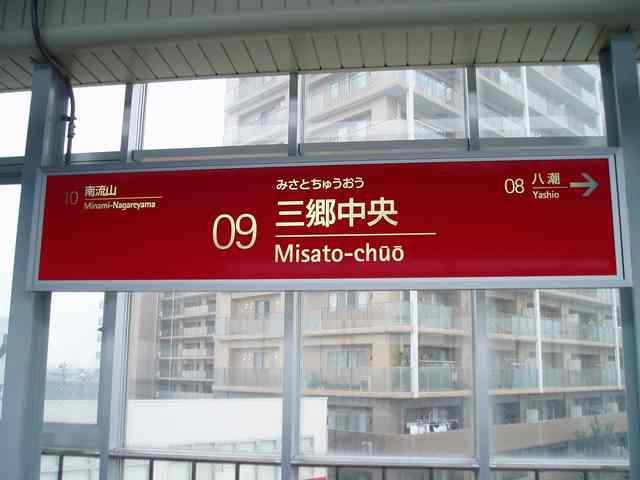 10 南流山
Minami-Nagareyama
みさとちゅうおう
09 三郷中央
Misato-chūō
08 八潮
Yashio